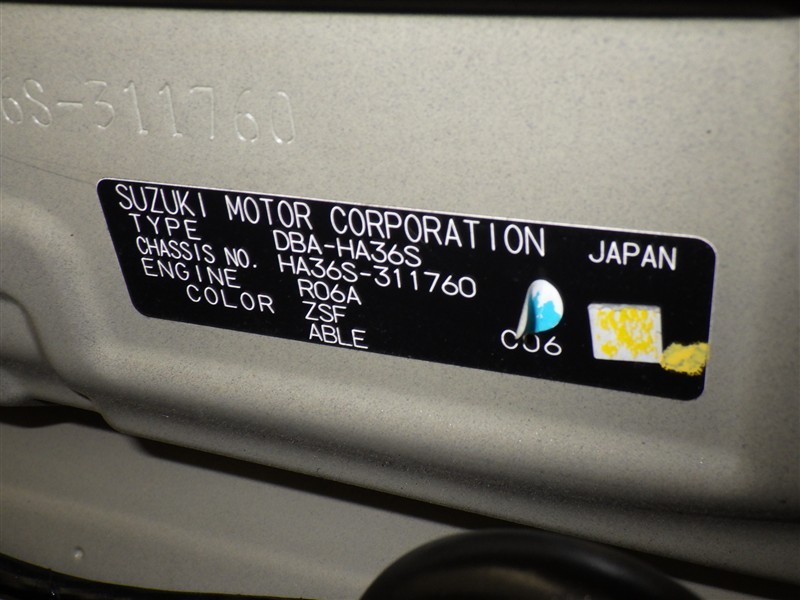 6S-311760
SUZUKI MOTOR CORPORATION JAPAN
TYPE DBA-HA36S
CHASSIS NO. HA36S-311760
ENGINE R06A
COLOR ZSF
ABLE C06